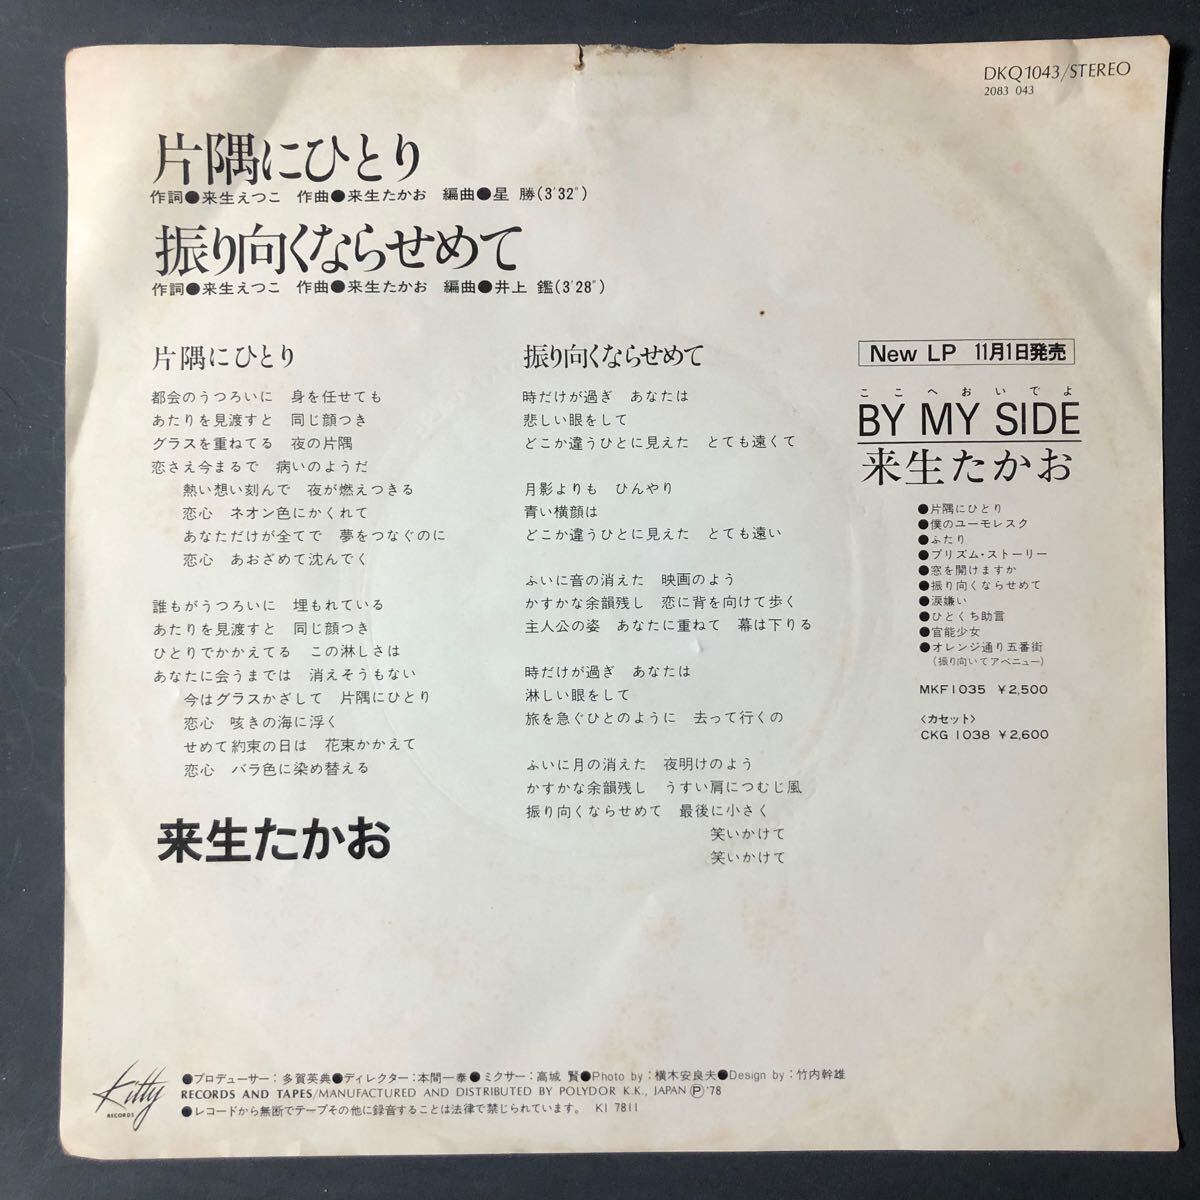 DKQ1043/STEREO
2083 043
片隅にひとり
作詞●来生えつこ 作曲●来生たかお 編曲●星 勝(3'32")
振り向くならせめて
作詞●来生えつこ 作曲●来生たかお 編曲●井上 鑑(3'28")
片隅にひとり
都会のうつろいに 身を任せても
あたりを見渡すと 同じ顔つき
グラスを重ねてる 夜の片隅
恋さえ今まるで 病いのようだ
熱い想い刻んで 夜が燃えつきる
恋心 ネオン色にかくれて
あなただけが全てで 夢をつなぐのに
恋心 あおざめて沈んでく
誰もがうつろいに 埋もれている
あたりを見渡すと 同じ顔つき
ひとりでかかえてる この淋しさは
あなたに会うまでは 消えそうもない
今はグラスかざして 片隅にひとり
恋心 呟きの海に浮く
せめて約束の日は 花束かかえて
恋心 バラ色に染め替える
来生たかお
振り向くならせめて
時だけが過ぎ あなたは
悲しい眼をして
どこか違うひとに見えた とても遠くて
月影よりも ひんやり
青い横顔は
どこか違うひとに見えた とても遠い
ふいに音の消えた 映画のよう
かすかな余韻残し 恋に背を向けて歩く
主人公の姿 あなたに重ねて 幕は下りる
時だけが過ぎ あなたは
淋しい眼をして
旅を急ぐひとのように 去って行くの
ふいに月の消えた 夜明けのよう
かすかな余韻残し うすい肩につむじ風
振り向くならせめて 最後に小さく
笑いかけて
笑いかけて
New LP 11月1日発売
ここへおいでよ
BY MY SIDE
来生たかお
●片隅にひとり
●僕のユーモレスク
●ふたり
●プリズム・ストーリー
●窓を開けますか
●振り向くならせめて
●涙嫌い
●ひとくち助言
●官能少女
●オレンジ通り五番街
(振り向いてアベニュー)
MKF1035 ¥2,500
〈カセット〉
CKG 1038 ¥2,600
Kitty
RECORDS
●プロデューサー:多賀英典●ディレクター:本間一泰●ミクサー:高城 賢●Photo by:横木安良夫●Design by:竹内幹雄
RECORDS AND TAPES/MANUFACTURED AND DISTRIBUTED BY POLYDOR K.K., JAPAN Ⓟ'78
●レコードから無断でテープその他に録音することは法律で禁じられています。 KI 7811